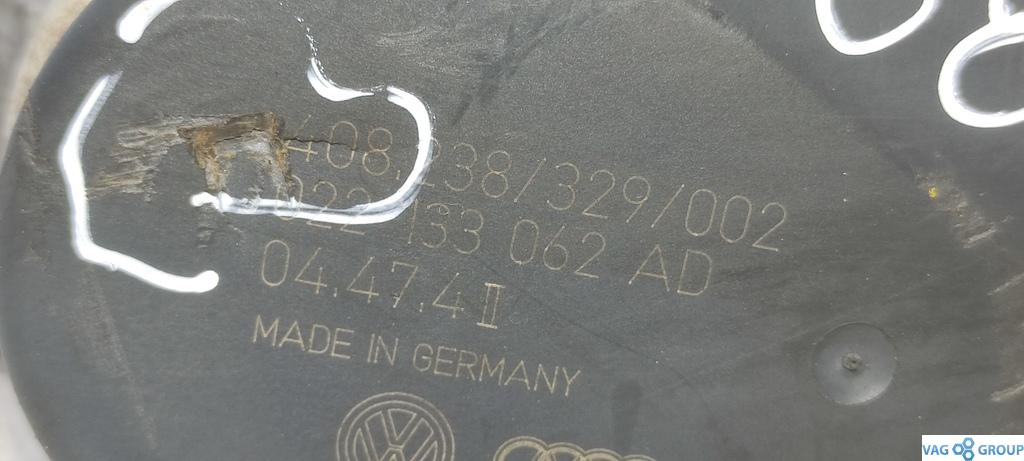 408.238/329/002
022 133 062 AD
04.47.4 II
MADE IN GERMANY
VAG GROUP